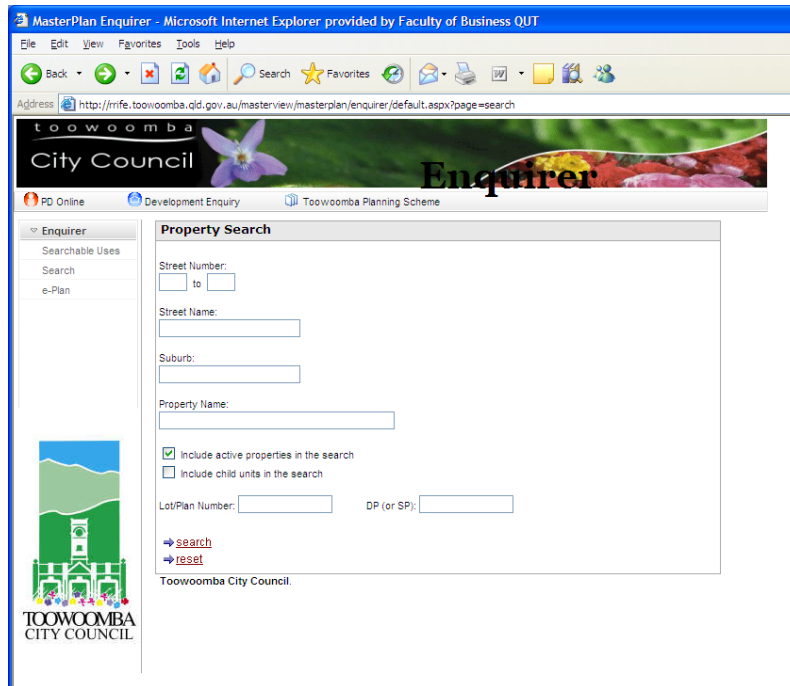 MasterPlan Enquirer - Microsoft Internet Explorer provided by Faculty of Business QUT
File Edit View Favorites Tools Help
Back Search Favorites W
Address http://rrife.toowoomba.qld.gov.au/masterview/masterplan/enquirer/default.aspx?page=search
toowoomba
City Council
Enquirer
PD Online Development Enquiry Toowoomba Planning Scheme
Enquirer
Searchable Uses
Search
e-Plan
Property Search
Street Number:
to
Street Name:
Suburb:
Property Name:
Include active properties in the search
Include child units in the search
Lot/Plan Number: DP (or SP):
search
reset
Toowoomba City Council.
TOOWOOMBA
CITY COUNCIL